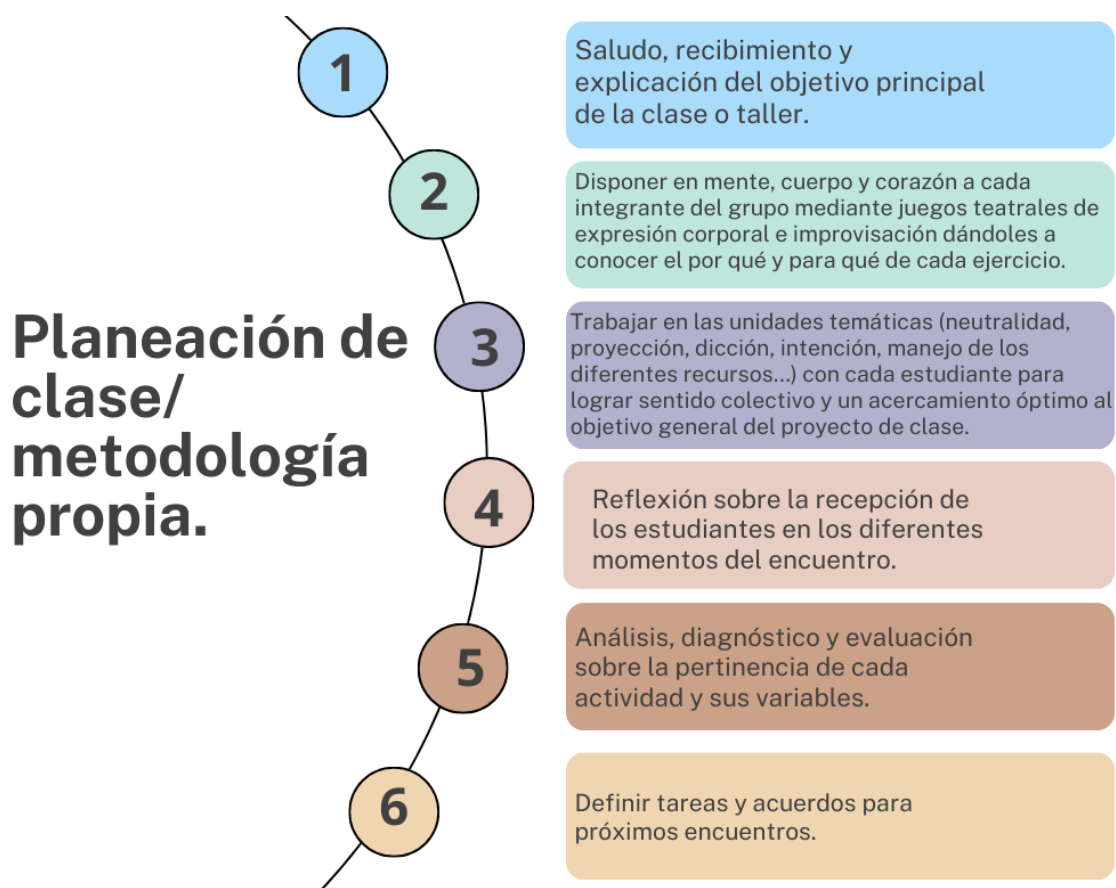 Planeación de
clase/
metodología
propia.
1
Saludo, recibimiento y
explicación del objetivo principal
de la clase o taller.
2
Disponer en mente, cuerpo y corazón a cada
integrante del grupo mediante juegos teatrales de
expresión corporal e improvisación dándoles a
conocer el por qué y para qué de cada ejercicio.
3
Trabajar en las unidades temáticas (neutralidad,
proyección, dicción, intención, manejo de los
diferentes recursos...) con cada estudiante para
lograr sentido colectivo y un acercamiento óptimo al
objetivo general del proyecto de clase.
4
Reflexión sobre la recepción de
los estudiantes en los diferentes
momentos del encuentro.
5
Análisis, diagnóstico y evaluación
sobre la pertinencia de cada
actividad y sus variables.
6
Definir tareas y acuerdos para
próximos encuentros.